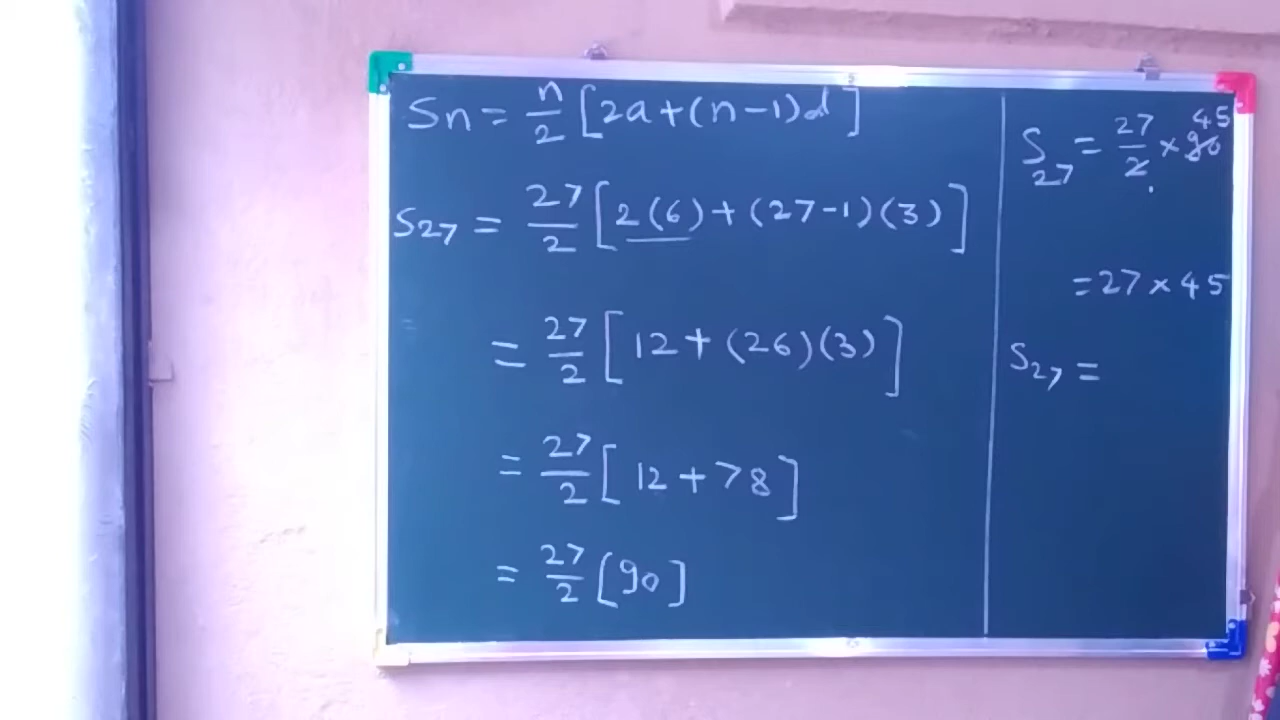 Sn = n/2 [2a+(n-1)d]
S27 = 27/2 [2(6)+(27-1)(3)]
= 27/2 [12+(26)(3)]
= 27/2 [12+78]
= 27/2 [90]
S27 = 27/2 × 90 45
= 27 × 45
S27 =